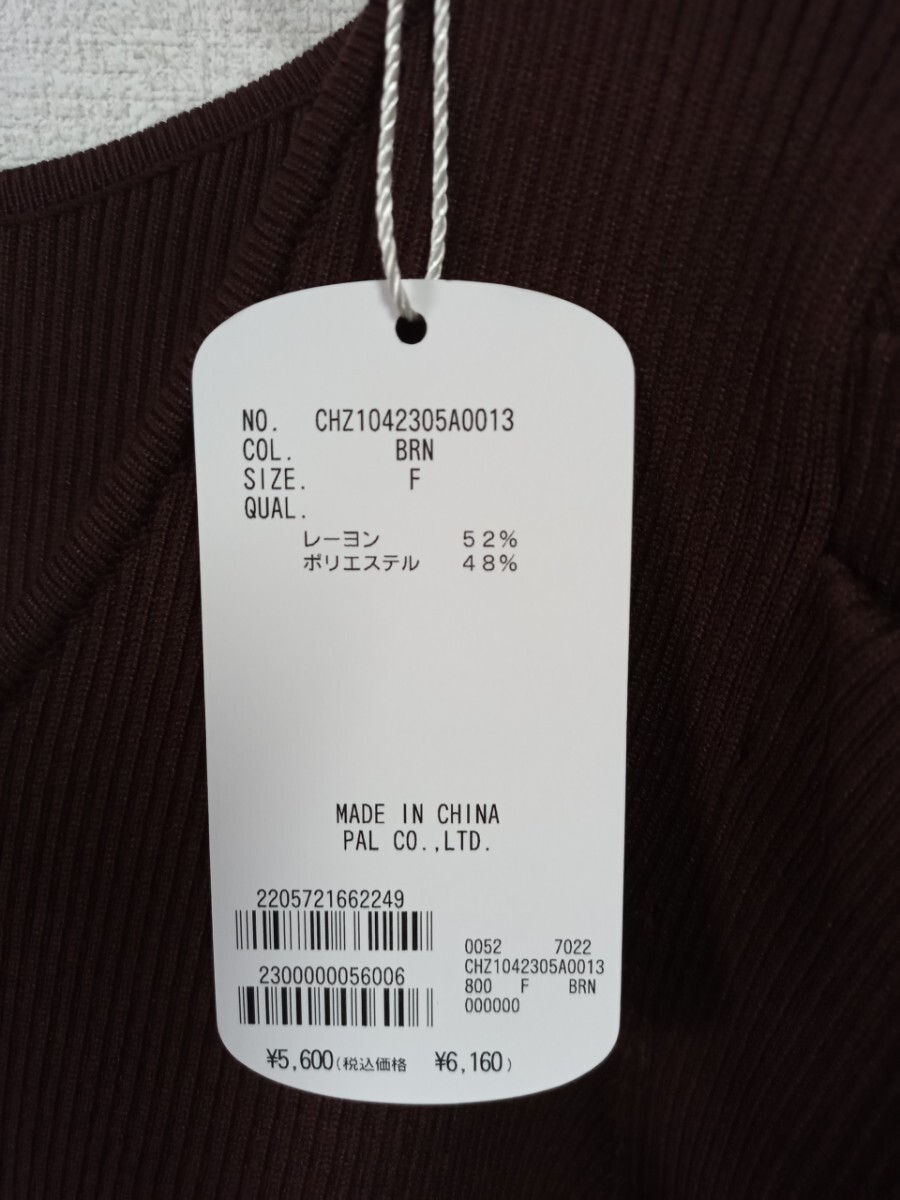 NO. CHZ1042305A0013
COL. BRN
SIZE. F
QUAL.
レーヨン 52%
ポリエステル 48%
MADE IN CHINA
PAL CO.,LTD.
2205721662249
2300000056006
0052 7022
CHZ1042305A0013
800 F BRN
000000
¥5,600(税込価格 ¥6,160)